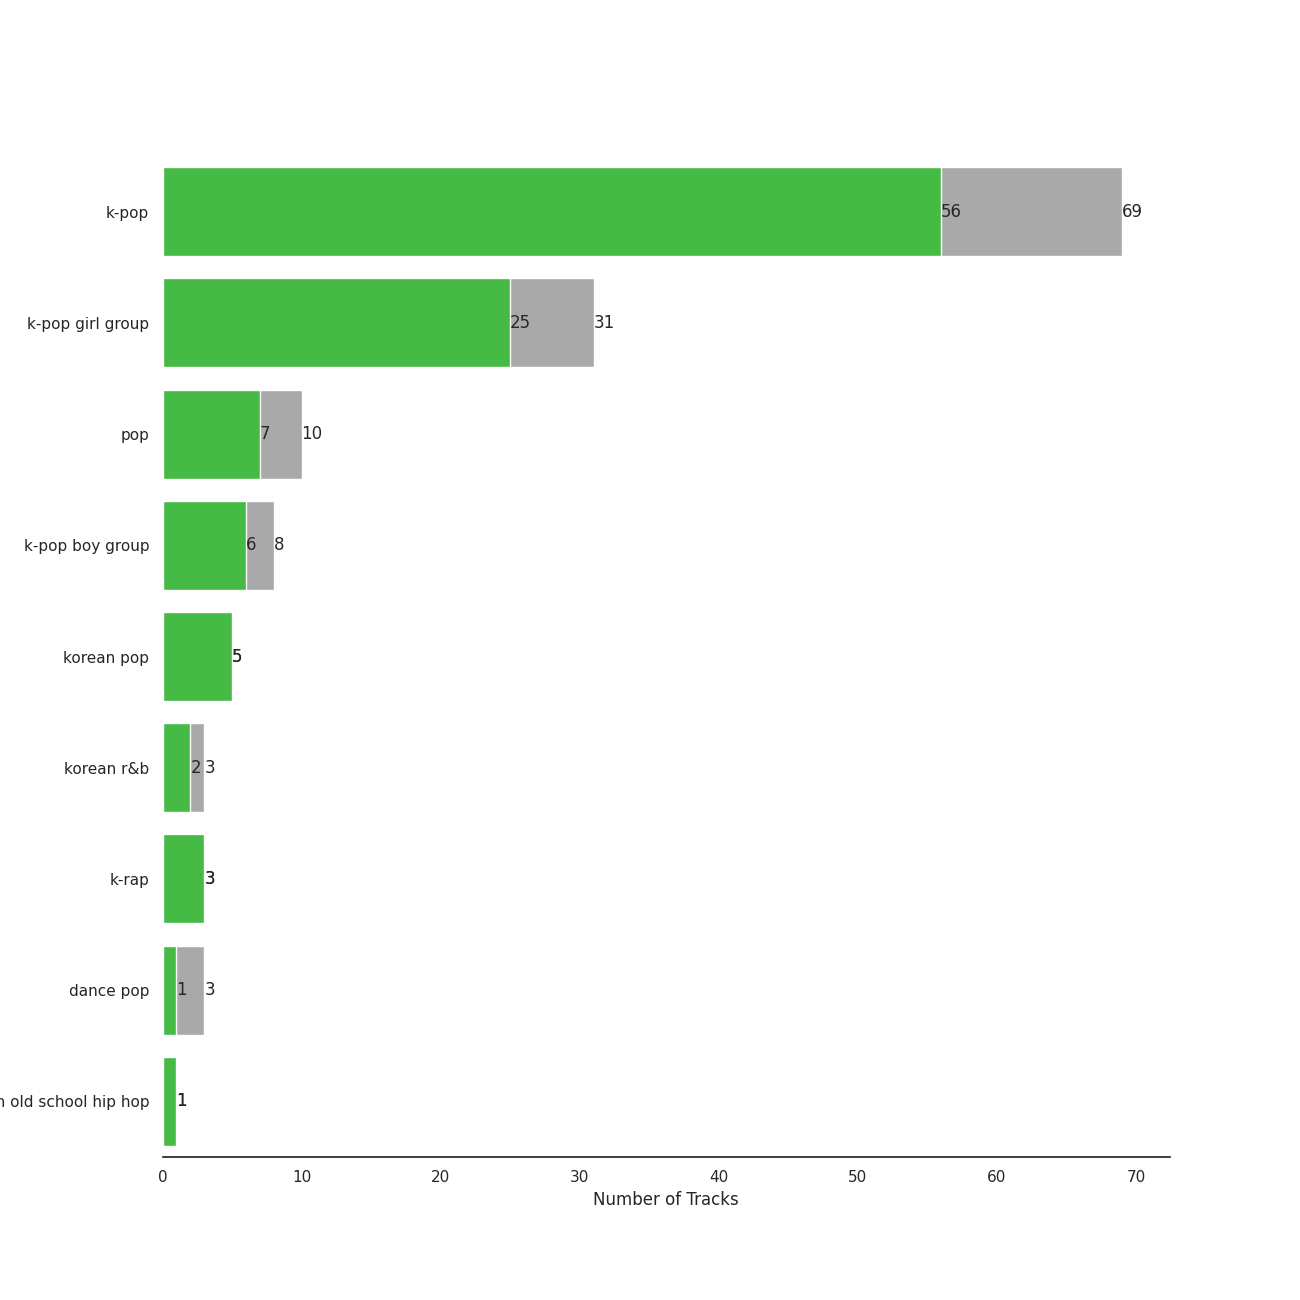 k-pop 56 69
k-pop girl group 25 31
pop 7 10
k-pop boy group 6 8
korean pop 5
korean r&b 2 3
k-rap 3
dance pop 1 3
old school hip hop 1
0 10 20 30 40 50 60 70
Number of Tracks